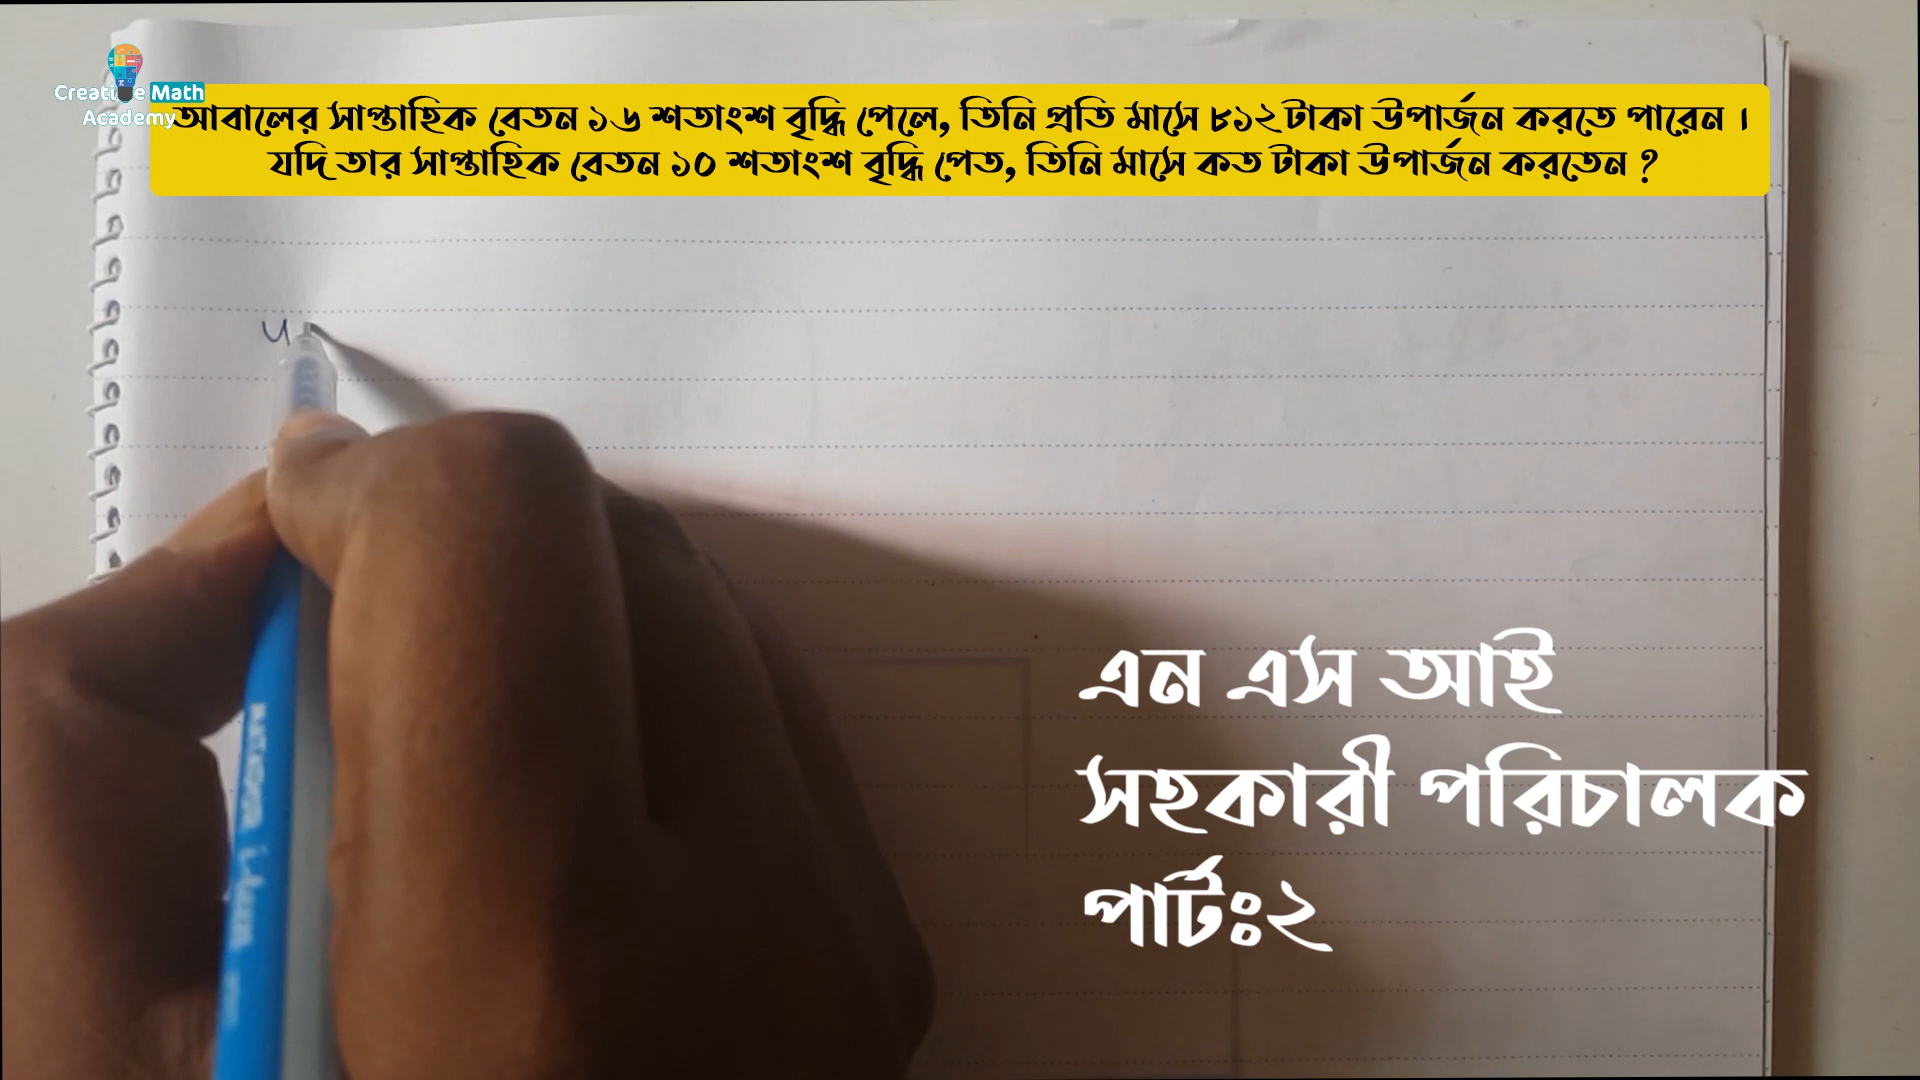 Creative Math
Academy
আবালের সাপ্তাহিক বেতন ১৬ শতাংশ বৃদ্ধি পেলে, তিনি প্রতি মাসে ৮১২ টাকা উপার্জন করতে পারেন ।
যদি তার সাপ্তাহিক বেতন ১০ শতাংশ বৃদ্ধি পেত, তিনি মাসে কত টাকা উপার্জন করতেন ?
এন এস আই
সহকারী পরিচালক
পার্টঃ২